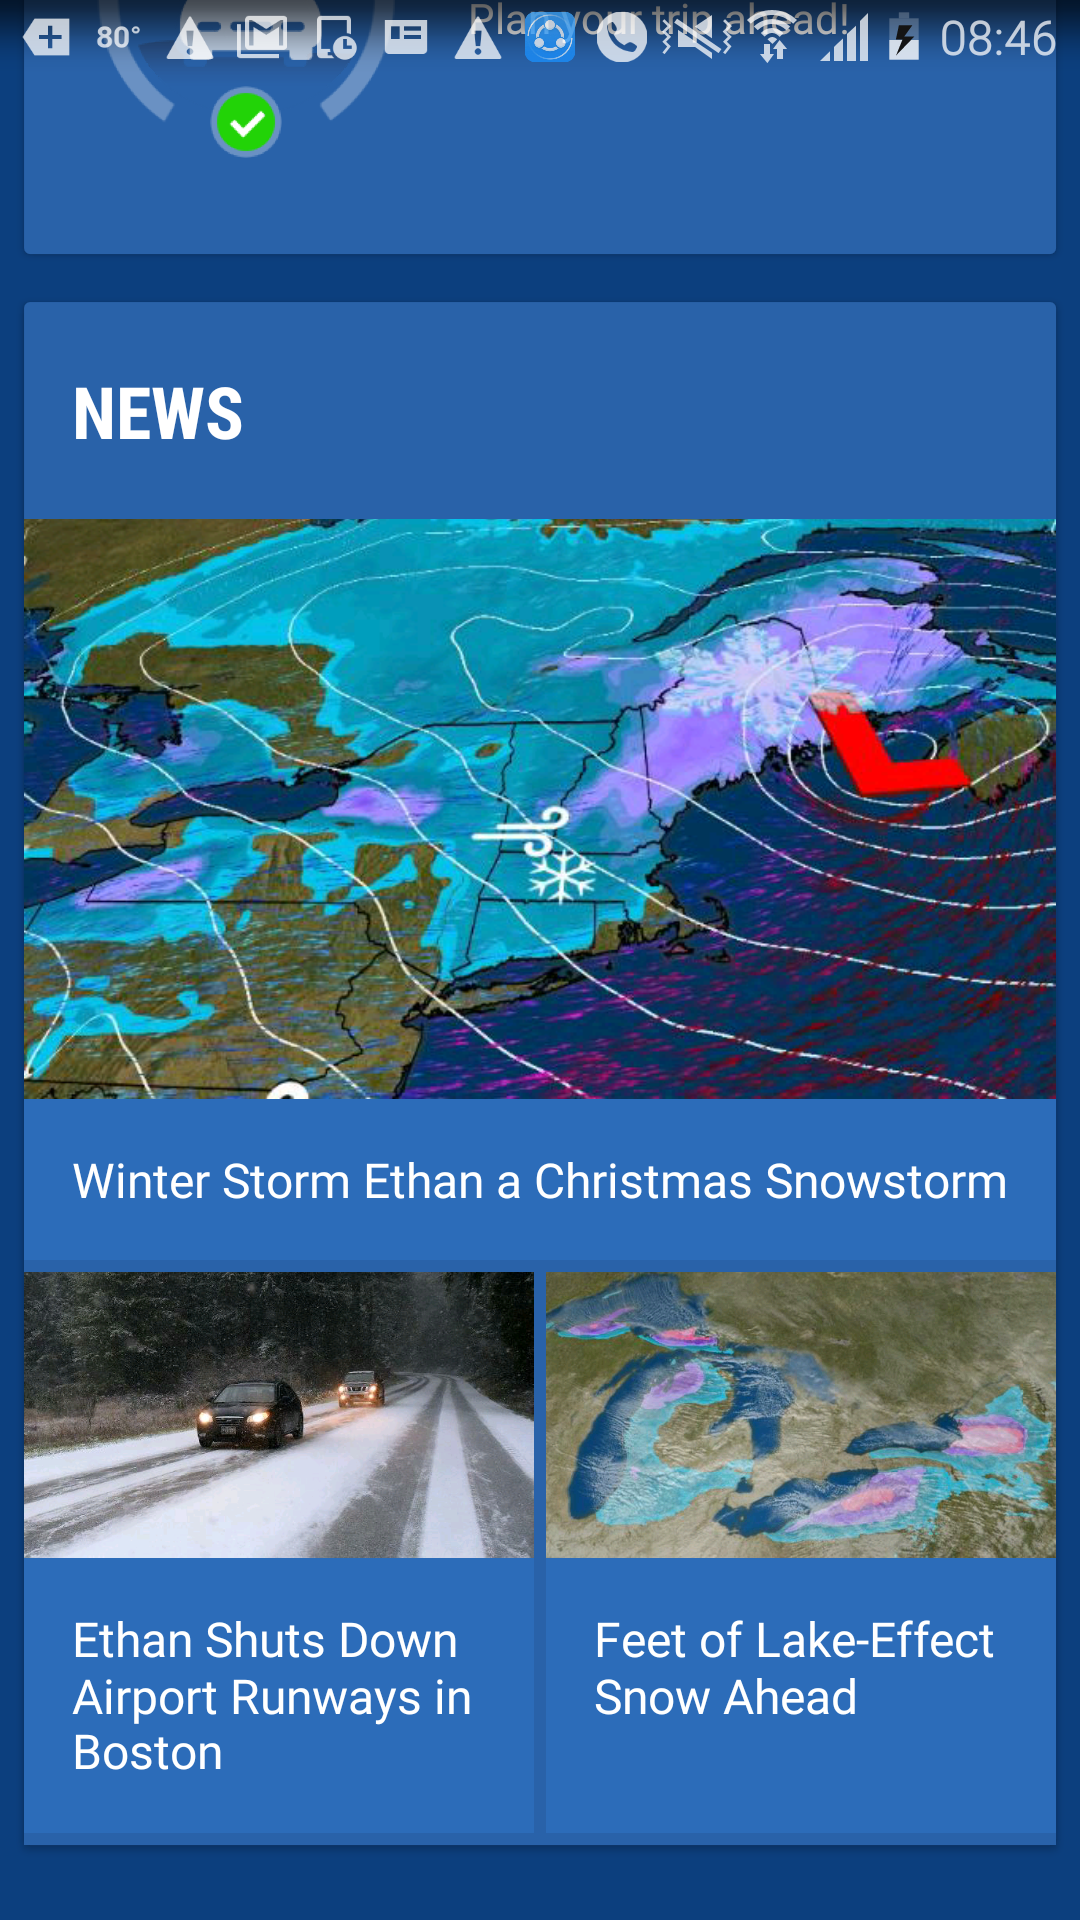 Plan your trip ahead!
80° 08:46
NEWS
L
Winter Storm Ethan a Christmas Snowstorm
Ethan Shuts Down
Airport Runways in
Boston
Feet of Lake-Effect
Snow Ahead